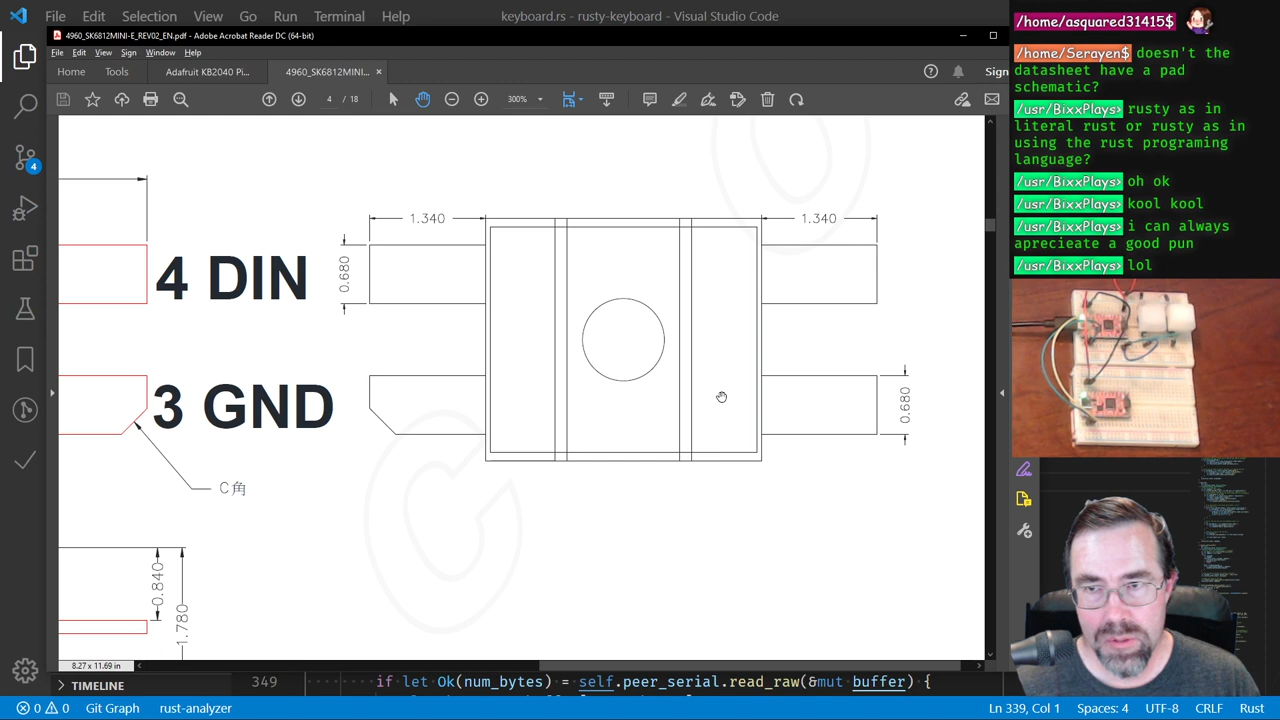 File Edit Selection View Go Run Terminal Help
keyboard.rs - rusty-keyboard - Visual Studio Code
4960_SK6812MINI-E_REV02_EN.pdf - Adobe Acrobat Reader DC (64-bit)
File Edit View Sign Window Help
Home Tools Adafruit KB2040 Pi... 4960_SK6812MINI... × Sign
4 / 18 300%
4
1.340 1.340
0.680
4 DIN
3 GND
0.680
C角
0.840
1.780
8.27 x 11.69 in
TIMELINE
349 if let Ok(num_bytes) = self.peer_serial.read_raw(&mut buffer) {
0 0 Git Graph rust-analyzer Ln 339, Col 1 Spaces: 4 UTF-8 CRLF Rust
/home/asquared31415$
/home/Serayen$ doesn't the
datasheet have a pad
schematic?
/usr/BixxPlays> rusty as in
literal rust or rusty as in
using the rust programing
language?
/usr/BixxPlays> oh ok
/usr/BixxPlays> kool kool
/usr/BixxPlays> i can always
aprecieate a good pun
/usr/BixxPlays> lol